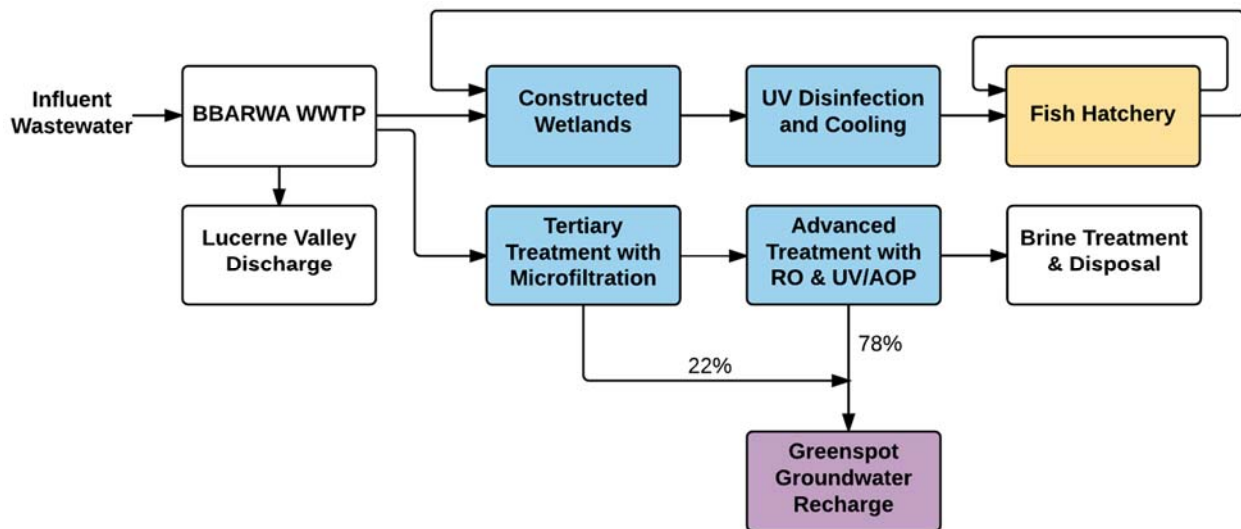 Influent
Wastewater
BBARWA WWTP
Constructed
Wetlands
UV Disinfection
and Cooling
Fish Hatchery
Lucerne Valley
Discharge
Tertiary
Treatment with
Microfiltration
Advanced
Treatment with
RO & UV/AOP
Brine Treatment
& Disposal
78%
22%
Greenspot
Groundwater
Recharge